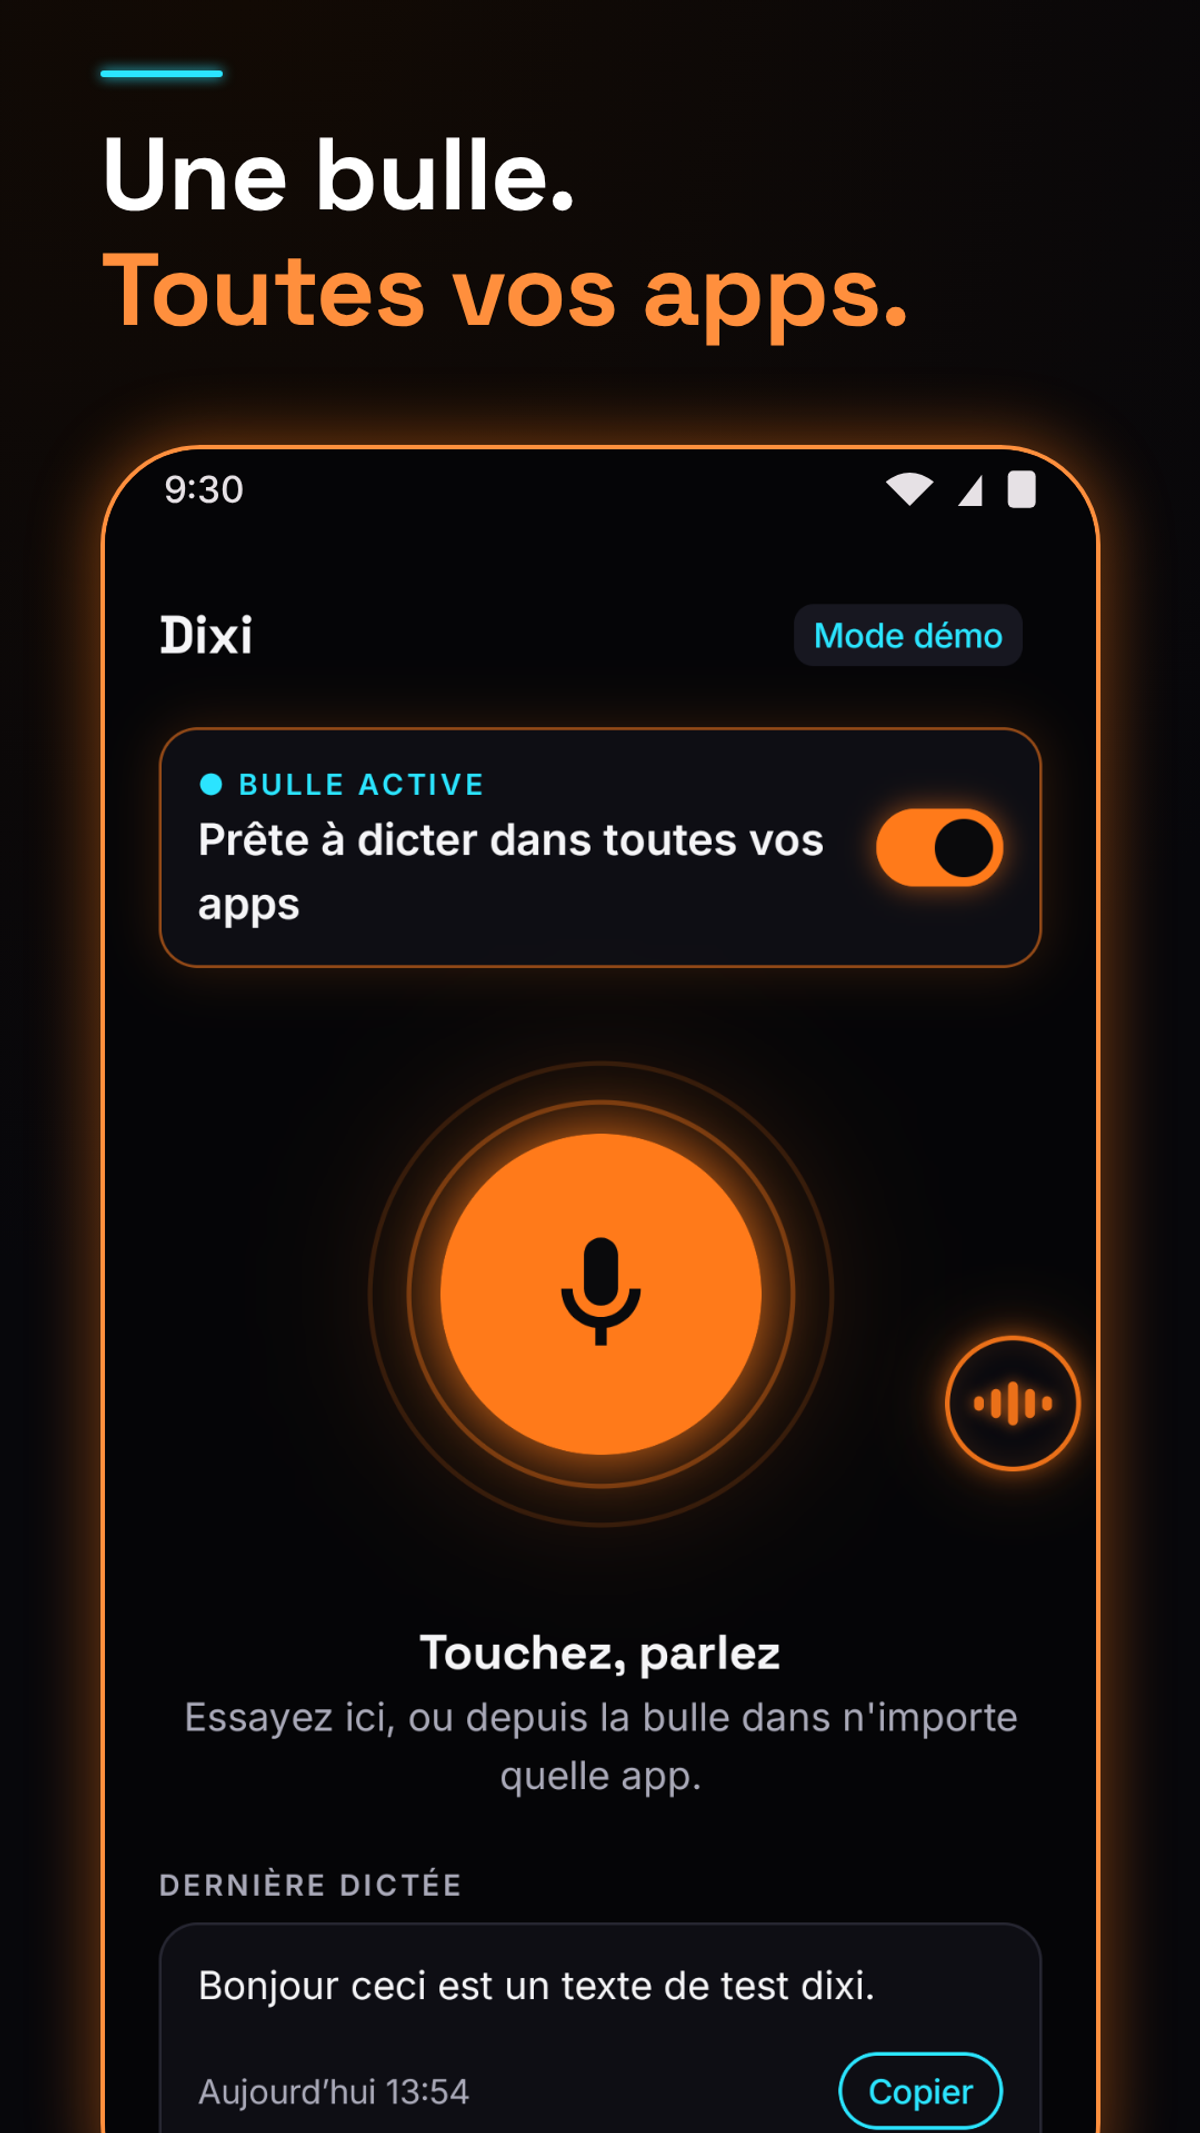 Une bulle.
Toutes vos apps.
9:30
Dixi
Mode démo
BULLE ACTIVE
Prête à dicter dans toutes vos
apps
Touchez, parlez
Essayez ici, ou depuis la bulle dans n'importe
quelle app.
DERNIÈRE DICTÉE
Bonjour ceci est un texte de test dixi.
Aujourd’hui 13:54
Copier